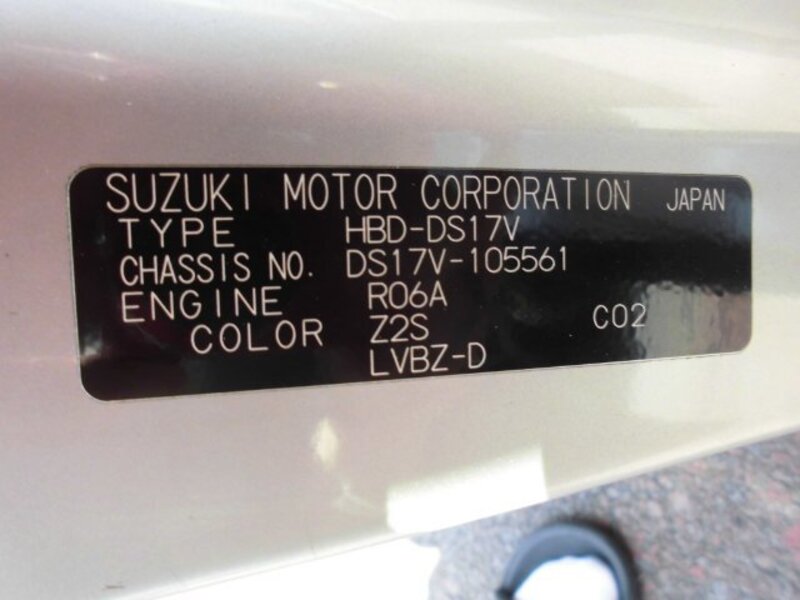 SUZUKI MOTOR CORPORATION JAPAN
TYPE HBD-DS17V
CHASSIS NO. DS17V-105561
ENGINE R06A
COLOR Z2S C02
LVBZ-D